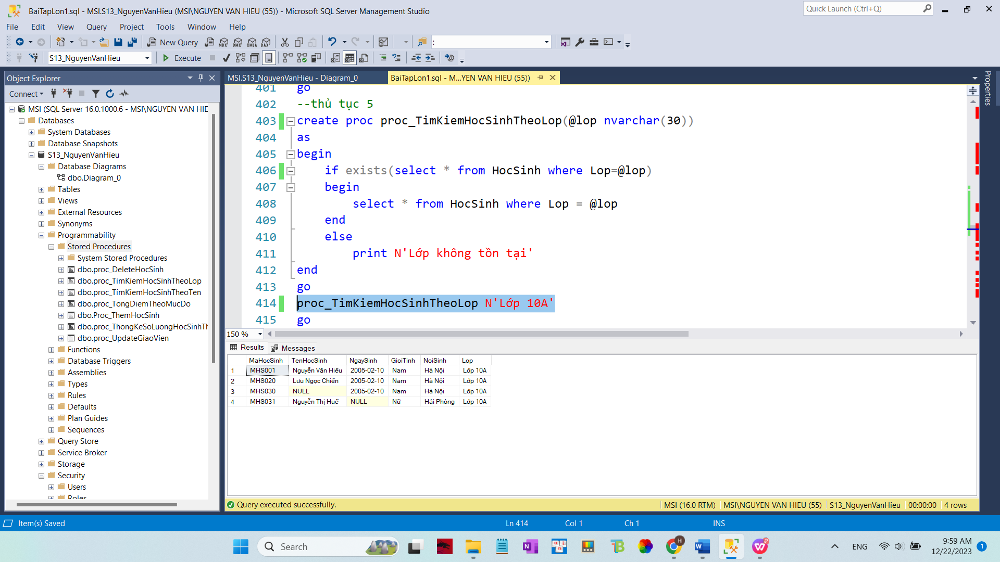 BaiTapLon1.sql - MSI.S13_NguyenVanHieu (MSI\NGUYEN VAN HIEU (55)) - Microsoft SQL Server Management Studio
Quick Launch (Ctrl+Q)
File Edit View Query Project Tools Window Help
New Query
MDX DMX XMLA DAX
:
S13_NguyenVanHieu
Execute
Object Explorer
Connect
MSI (SQL Server 16.0.1000.6 - MSI\NGUYEN VAN HIE
Databases
System Databases
Database Snapshots
S13_NguyenVanHieu
Database Diagrams
dbo.Diagram_0
Tables
Views
External Resources
Synonyms
Programmability
Stored Procedures
System Stored Procedures
dbo.proc_DeleteHocSinh
dbo.proc_TimKiemHocSinhTheoLop
dbo.proc_TimKiemHocSinhTheoTen
dbo.proc_TongDiemTheoMucDo
dbo.Proc_ThemHocSinh
dbo.proc_ThongKeSoLuongHocSinhTh
dbo.proc_UpdateGiaoVien
Functions
Database Triggers
Assemblies
Types
Rules
Defaults
Plan Guides
Sequences
Query Store
Service Broker
Storage
Security
Users
Roles
MSI.S13_NguyenVanHieu - Diagram_0
BaiTapLon1.sql - M...YEN VAN HIEU (55))
Properties
401 go
402 --thủ tục 5
403 create proc proc_TimKiemHocSinhTheoLop(@lop nvarchar(30))
404 as
405 begin
406 if exists(select * from HocSinh where Lop=@lop)
407 begin
408 select * from HocSinh where Lop = @lop
409 end
410 else
411 print N'Lớp không tồn tại'
412 end
413 go
414 proc_TimKiemHocSinhTheoLop N'Lớp 10A'
415 go
150 %
Results Messages
MaHocSinh TenHocSinh NgaySinh GioiTinh NoiSinh Lop
1 MHS001 Nguyễn Văn Hiếu 2005-02-10 Nam Hà Nội Lớp 10A
2 MHS020 Lưu Ngọc Chiến 2005-02-10 Nam Hà Nội Lớp 10A
3 MHS030 NULL 2005-02-10 Nam Hà Nội Lớp 10A
4 MHS031 Nguyễn Thị Huế NULL Nữ Hải Phòng Lớp 10A
Query executed successfully.
MSI (16.0 RTM) MSI\NGUYEN VAN HIEU (55) S13_NguyenVanHieu 00:00:00 4 rows
Item(s) Saved
Ln 414 Col 1 Ch 1 INS
Search
ENG
9:59 AM
12/22/2023
1